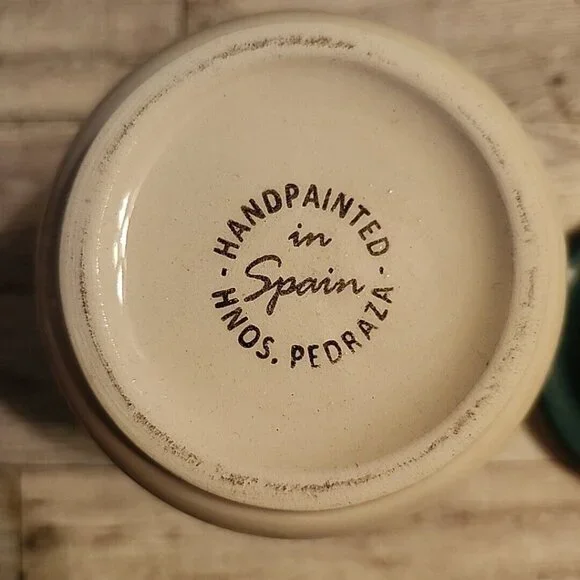 · HANDPAINTED ·
in
Spain
HNOS. PEDRAZA